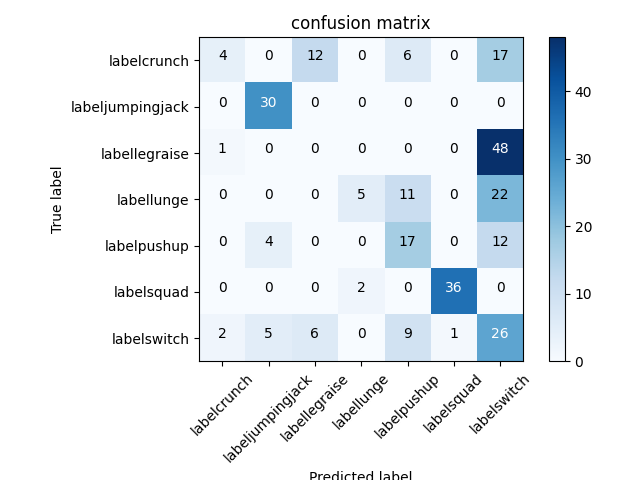 confusion matrix
True label
labelcrunch 4 0 12 0 6 0 17
labeljumpingjack 0 30 0 0 0 0 0
labellegraise 1 0 0 0 0 0 48
labellunge 0 0 0 5 11 0 22
labelpushup 0 4 0 0 17 0 12
labelsquad 0 0 0 2 0 36 0
labelswitch 2 5 6 0 9 1 26
labelcrunch labeljumpingjack labellegraise labellunge labelpushup labelsquad labelswitch
Predicted label
40
30
20
10
0